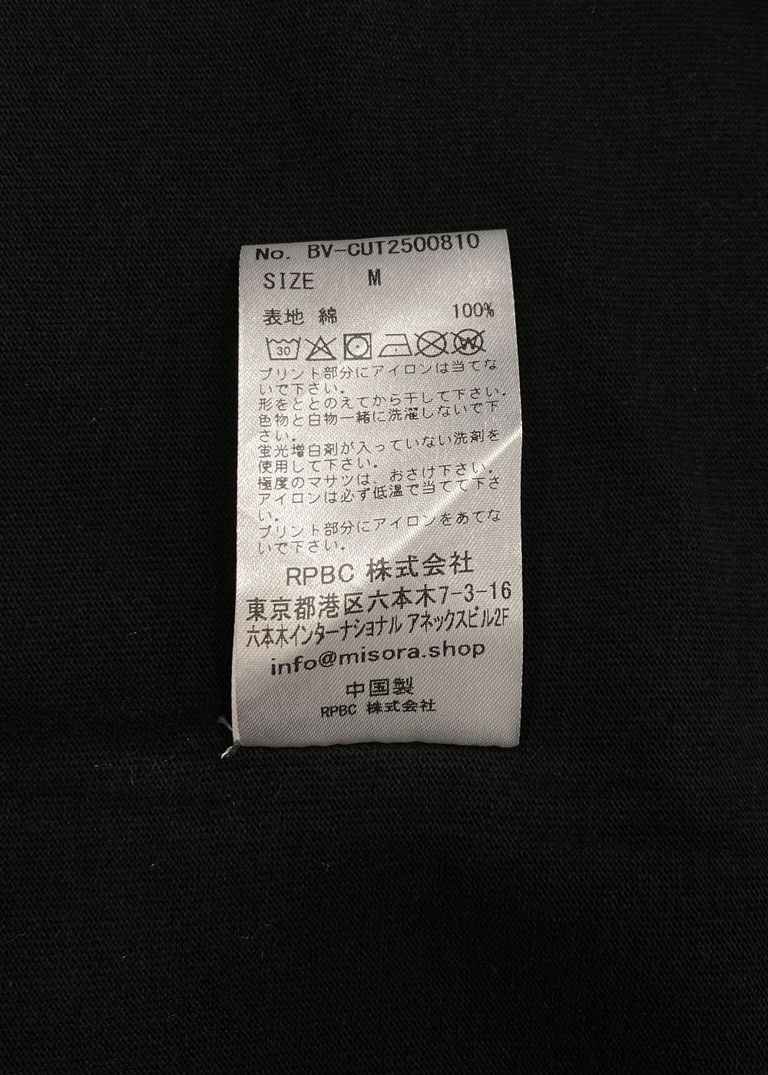 No. BV-CUT2500810
SIZE M
表地 綿 100%
30
W
プリント部分にアイロンは当てな
いで下さい。
形をととのえてから干して下さい。
色物と白物一緒に洗濯しないで下
さい。
蛍光増白剤が入っていない洗剤を
使用して下さい。
極度のマサツは、おさけ下さい。
アイロンは必ず低温で当てて下さ
い。
プリント部分にアイロンをあてな
いで下さい。
RPBC 株式会社
東京都港区六本木7-3-16
六本木インターナショナル アネックスビル2F
info@misora.shop
中国製
RPBC 株式会社